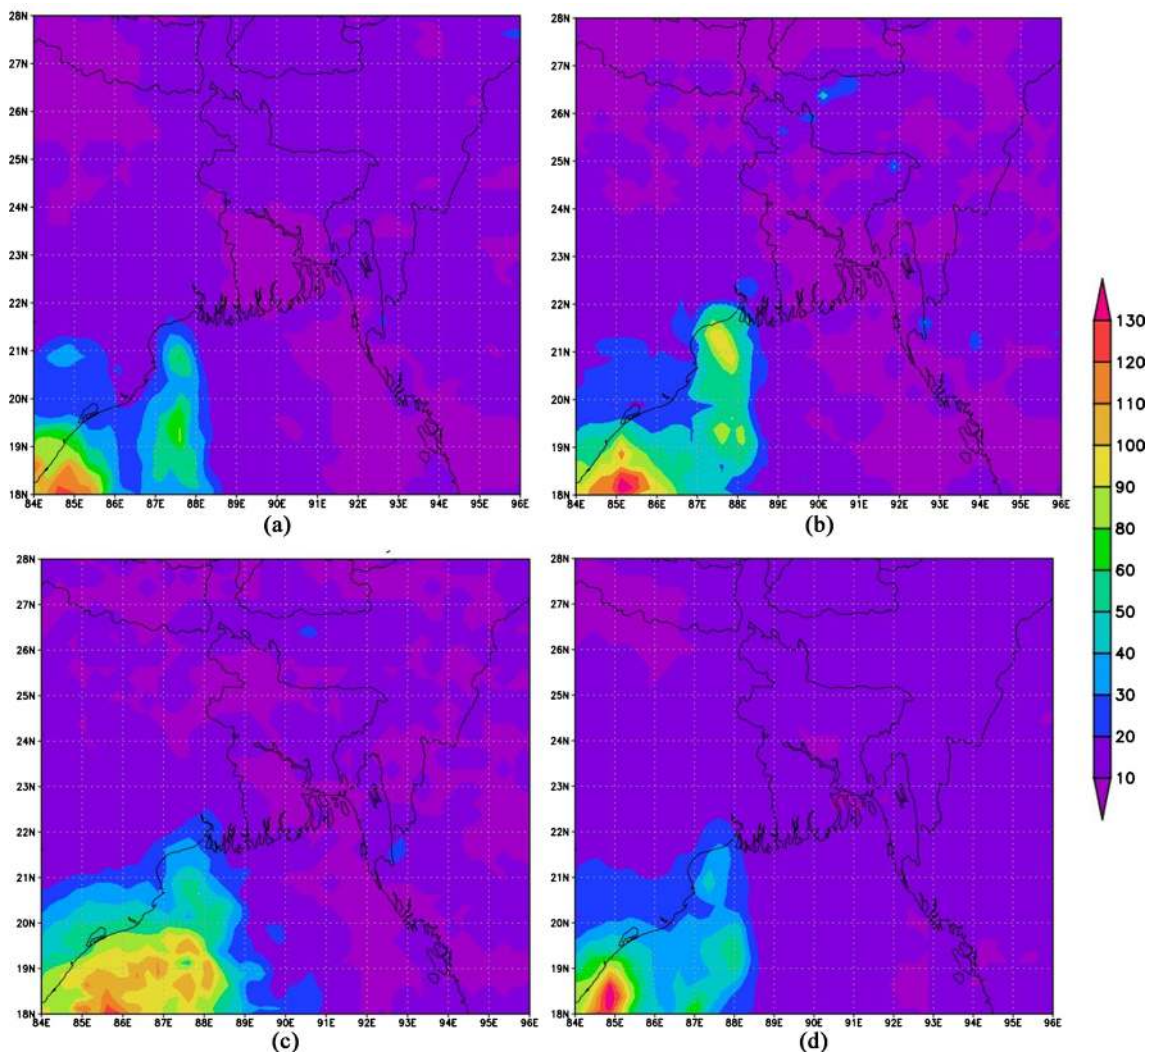 28N
27N
26N
25N
24N
23N
22N
21N
20N
19N
18N
84E 85E 86E 87E 88E 89E 90E 91E 92E 93E 94E 95E 96E
(a)
28N
27N
26N
25N
24N
23N
22N
21N
20N
19N
18N
84E 85E 86E 87E 88E 89E 90E 91E 92E 93E 94E 95E 96E
(b)
28N
27N
26N
25N
24N
23N
22N
21N
20N
19N
18N
84E 85E 86E 87E 88E 89E 90E 91E 92E 93E 94E 95E 96E
(c)
28N
27N
26N
25N
24N
23N
22N
21N
20N
19N
18N
84E 85E 86E 87E 88E 89E 90E 91E 92E 93E 94E 95E 96E
(d)
130
120
110
100
90
80
60
50
40
30
20
10